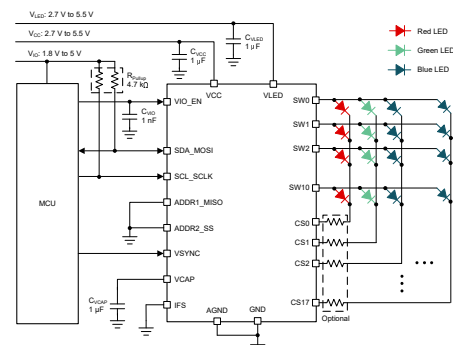 VLED: 2.7 V to 5.5 V
VCC: 2.7 V to 5.5 V
VIO: 1.8 V to 5 V
RPullup
4.7 kΩ
CVCC
1 μF
CVLED
1 μF
Red LED
Green LED
Blue LED
VCC
VLED
VIO_EN
CVIO
1 nF
SDA_MOSI
SCL_SCLK
MCU
ADDR1_MISO
ADDR2_SS
VSYNC
VCAP
CVCAP
1 μF
IFS
AGND
GND
SW0
SW1
SW2
SW10
CS0
CS1
CS2
CS17
Optional